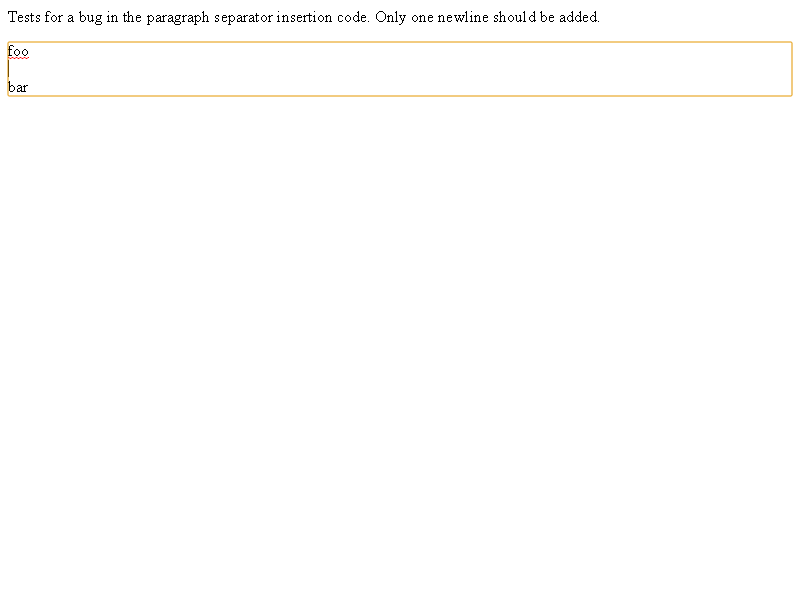 Tests for a bug in the paragraph separator insertion code. Only one newline should be added.
foo
bar